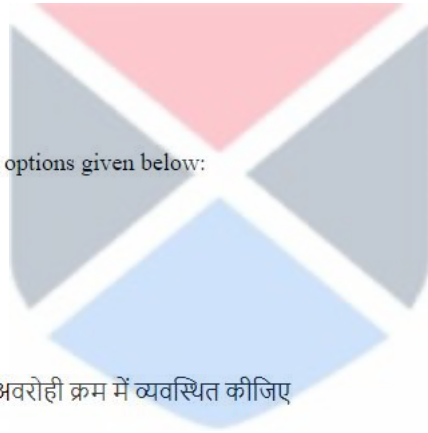 options given below:
अवरोही क्रम में व्यवस्थित कीजिए